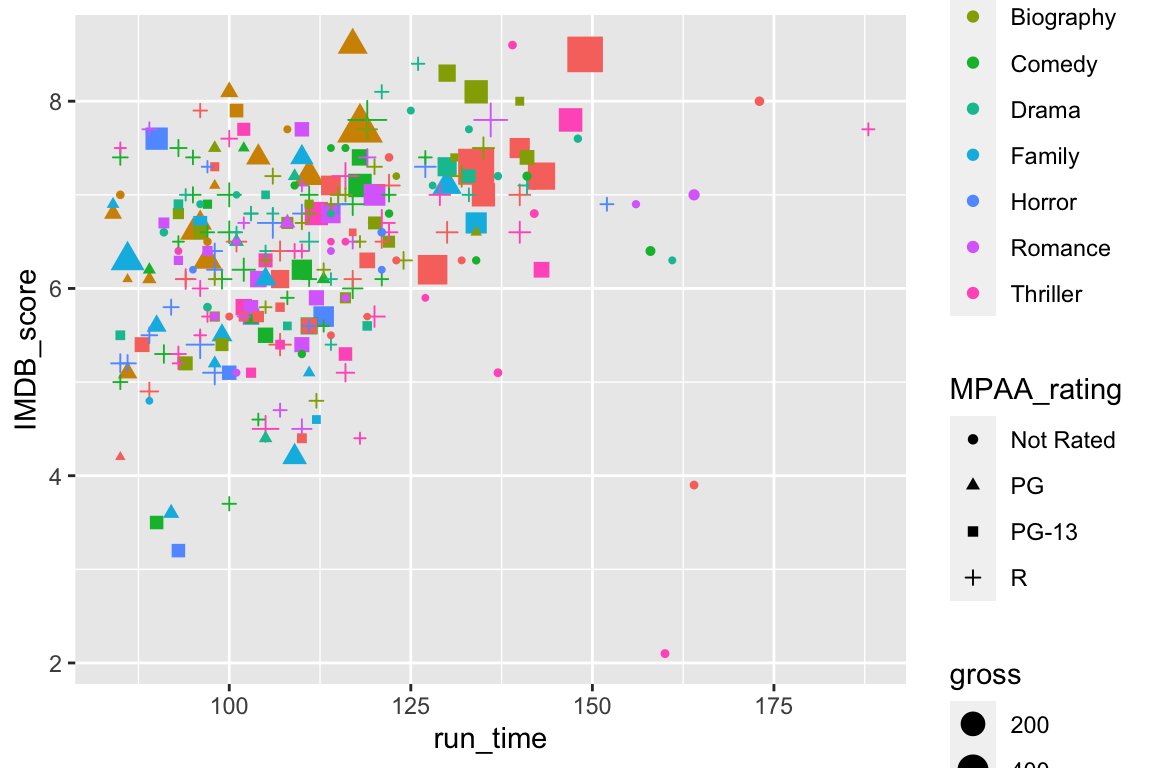 IMDB_score
8
6
4
2
100
125
150
175
run_time
Biography
Comedy
Drama
Family
Horror
Romance
Thriller
MPAA_rating
Not Rated
PG
PG-13
R
gross
200
400